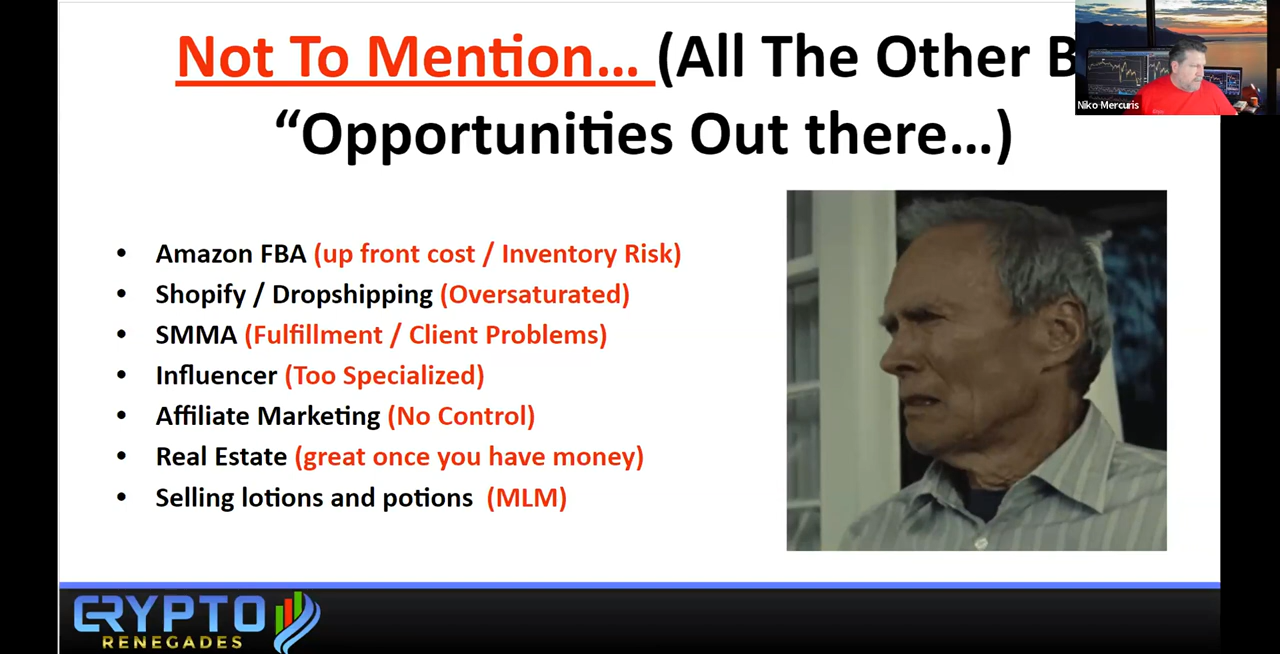 Not To Mention… (All The Other B
“Opportunities Out there…)
Niko Mercuris
• Amazon FBA (up front cost / Inventory Risk)
• Shopify / Dropshipping (Oversaturated)
• SMMA (Fulfillment / Client Problems)
• Influencer (Too Specialized)
• Affiliate Marketing (No Control)
• Real Estate (great once you have money)
• Selling lotions and potions (MLM)
CRYPTO
RENEGADES